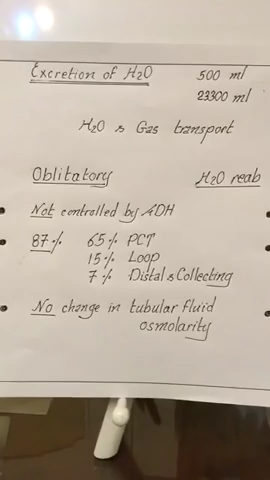 Excretion of H2O 500 ml
23300 ml
H2O & Gas transport
Oblitatory H2O reab
Not controlled by ADH
87% 65% PCT
15% Loop
7% Distal & Collecting
No change in tubular fluid
osmolarity